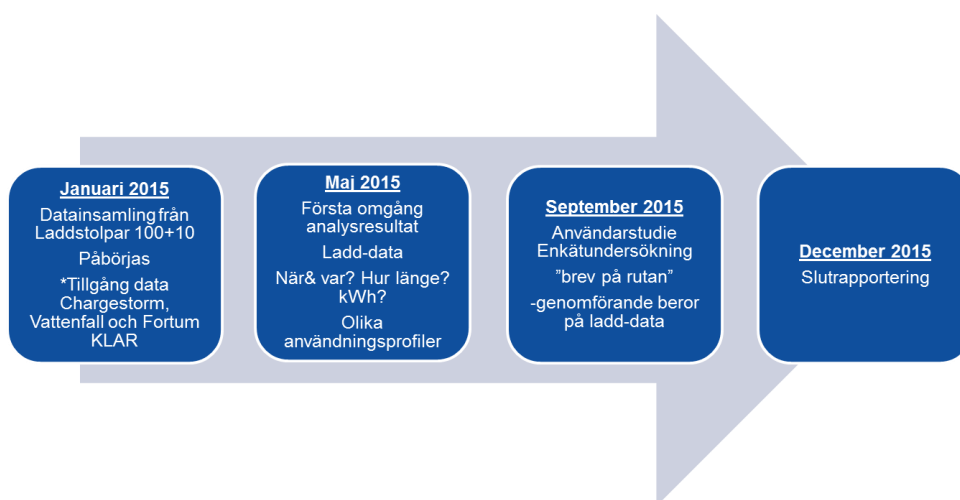 Januari 2015
Datainsamling från
Laddstolpar 100+10
Påbörjas
*Tillgång data
Chargestorm,
Vattenfall och Fortum
KLAR
Maj 2015
Första omgång
analysresultat
Ladd-data
När& var? Hur länge?
kWh?
Olika
användningsprofiler
September 2015
Användarstudie
Enkätundersökning
”brev på rutan”
-genomförande beror
på ladd-data
December 2015
Slutrapportering